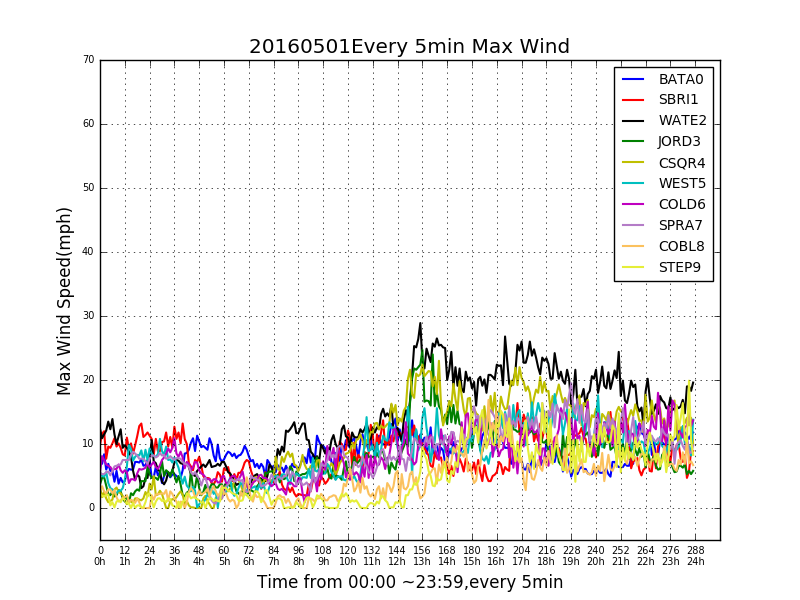 20160501Every 5min Max Wind
70
60
50
40
30
20
10
0
Max Wind Speed(mph)
BATA0
SBRI1
WATE2
JORD3
CSQR4
WEST5
COLD6
SPRA7
COBL8
STEP9
0 12 24 36 48 60 72 84 96 108 120 132 144 156 168 180 192 204 216 228 240 252 264 276 288
0h 1h 2h 3h 4h 5h 6h 7h 8h 9h 10h 11h 12h 13h 14h 15h 16h 17h 18h 19h 20h 21h 22h 23h 24h
Time from 00:00 ~23:59,every 5min